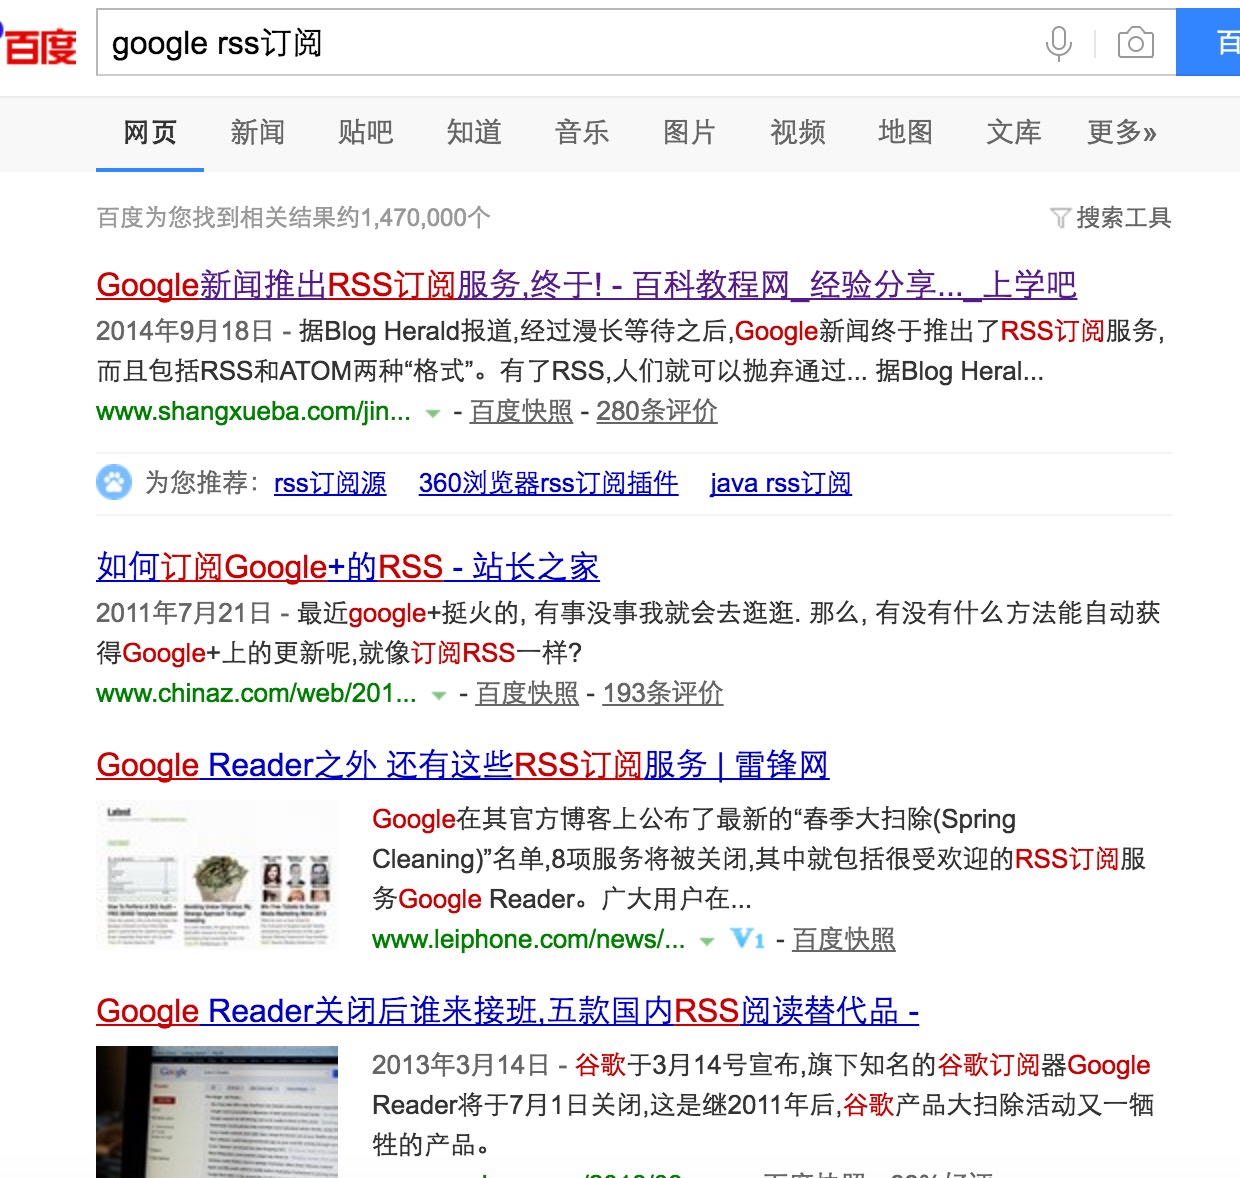 百度
google rss订阅
百
网页 新闻 贴吧 知道 音乐 图片 视频 地图 文库 更多»
百度为您找到相关结果约1,470,000个
搜索工具
Google新闻推出RSS订阅服务,终于! - 百科教程网_经验分享..._上学吧
2014年9月18日 - 据Blog Herald报道,经过漫长等待之后,Google新闻终于推出了RSS订阅服务,
而且包括RSS和ATOM两种“格式”。有了RSS,人们就可以抛弃通过... 据Blog Heral...
www.shangxueba.com/jin... - 百度快照 - 280条评价
为您推荐: rss订阅源 360浏览器rss订阅插件 java rss订阅
如何订阅Google+的RSS - 站长之家
2011年7月21日 - 最近google+挺火的, 有事没事我就会去逛逛. 那么, 有没有什么方法能自动获
得Google+上的更新呢,就像订阅RSS一样?
www.chinaz.com/web/201... - 百度快照 - 193条评价
Google Reader之外 还有这些RSS订阅服务 | 雷锋网
Latest
Google在其官方博客上公布了最新的“春季大扫除(Spring
Cleaning)”名单,8项服务将被关闭,其中就包括很受欢迎的RSS订阅服
务Google Reader。广大用户在...
www.leiphone.com/news/... V1 - 百度快照
Google Reader关闭后谁来接班,五款国内RSS阅读替代品 -
Google
2013年3月14日 - 谷歌于3月14号宣布,旗下知名的谷歌订阅器Google
Reader将于7月1日关闭,这是继2011年后,谷歌产品大扫除活动又一牺
牲的产品。